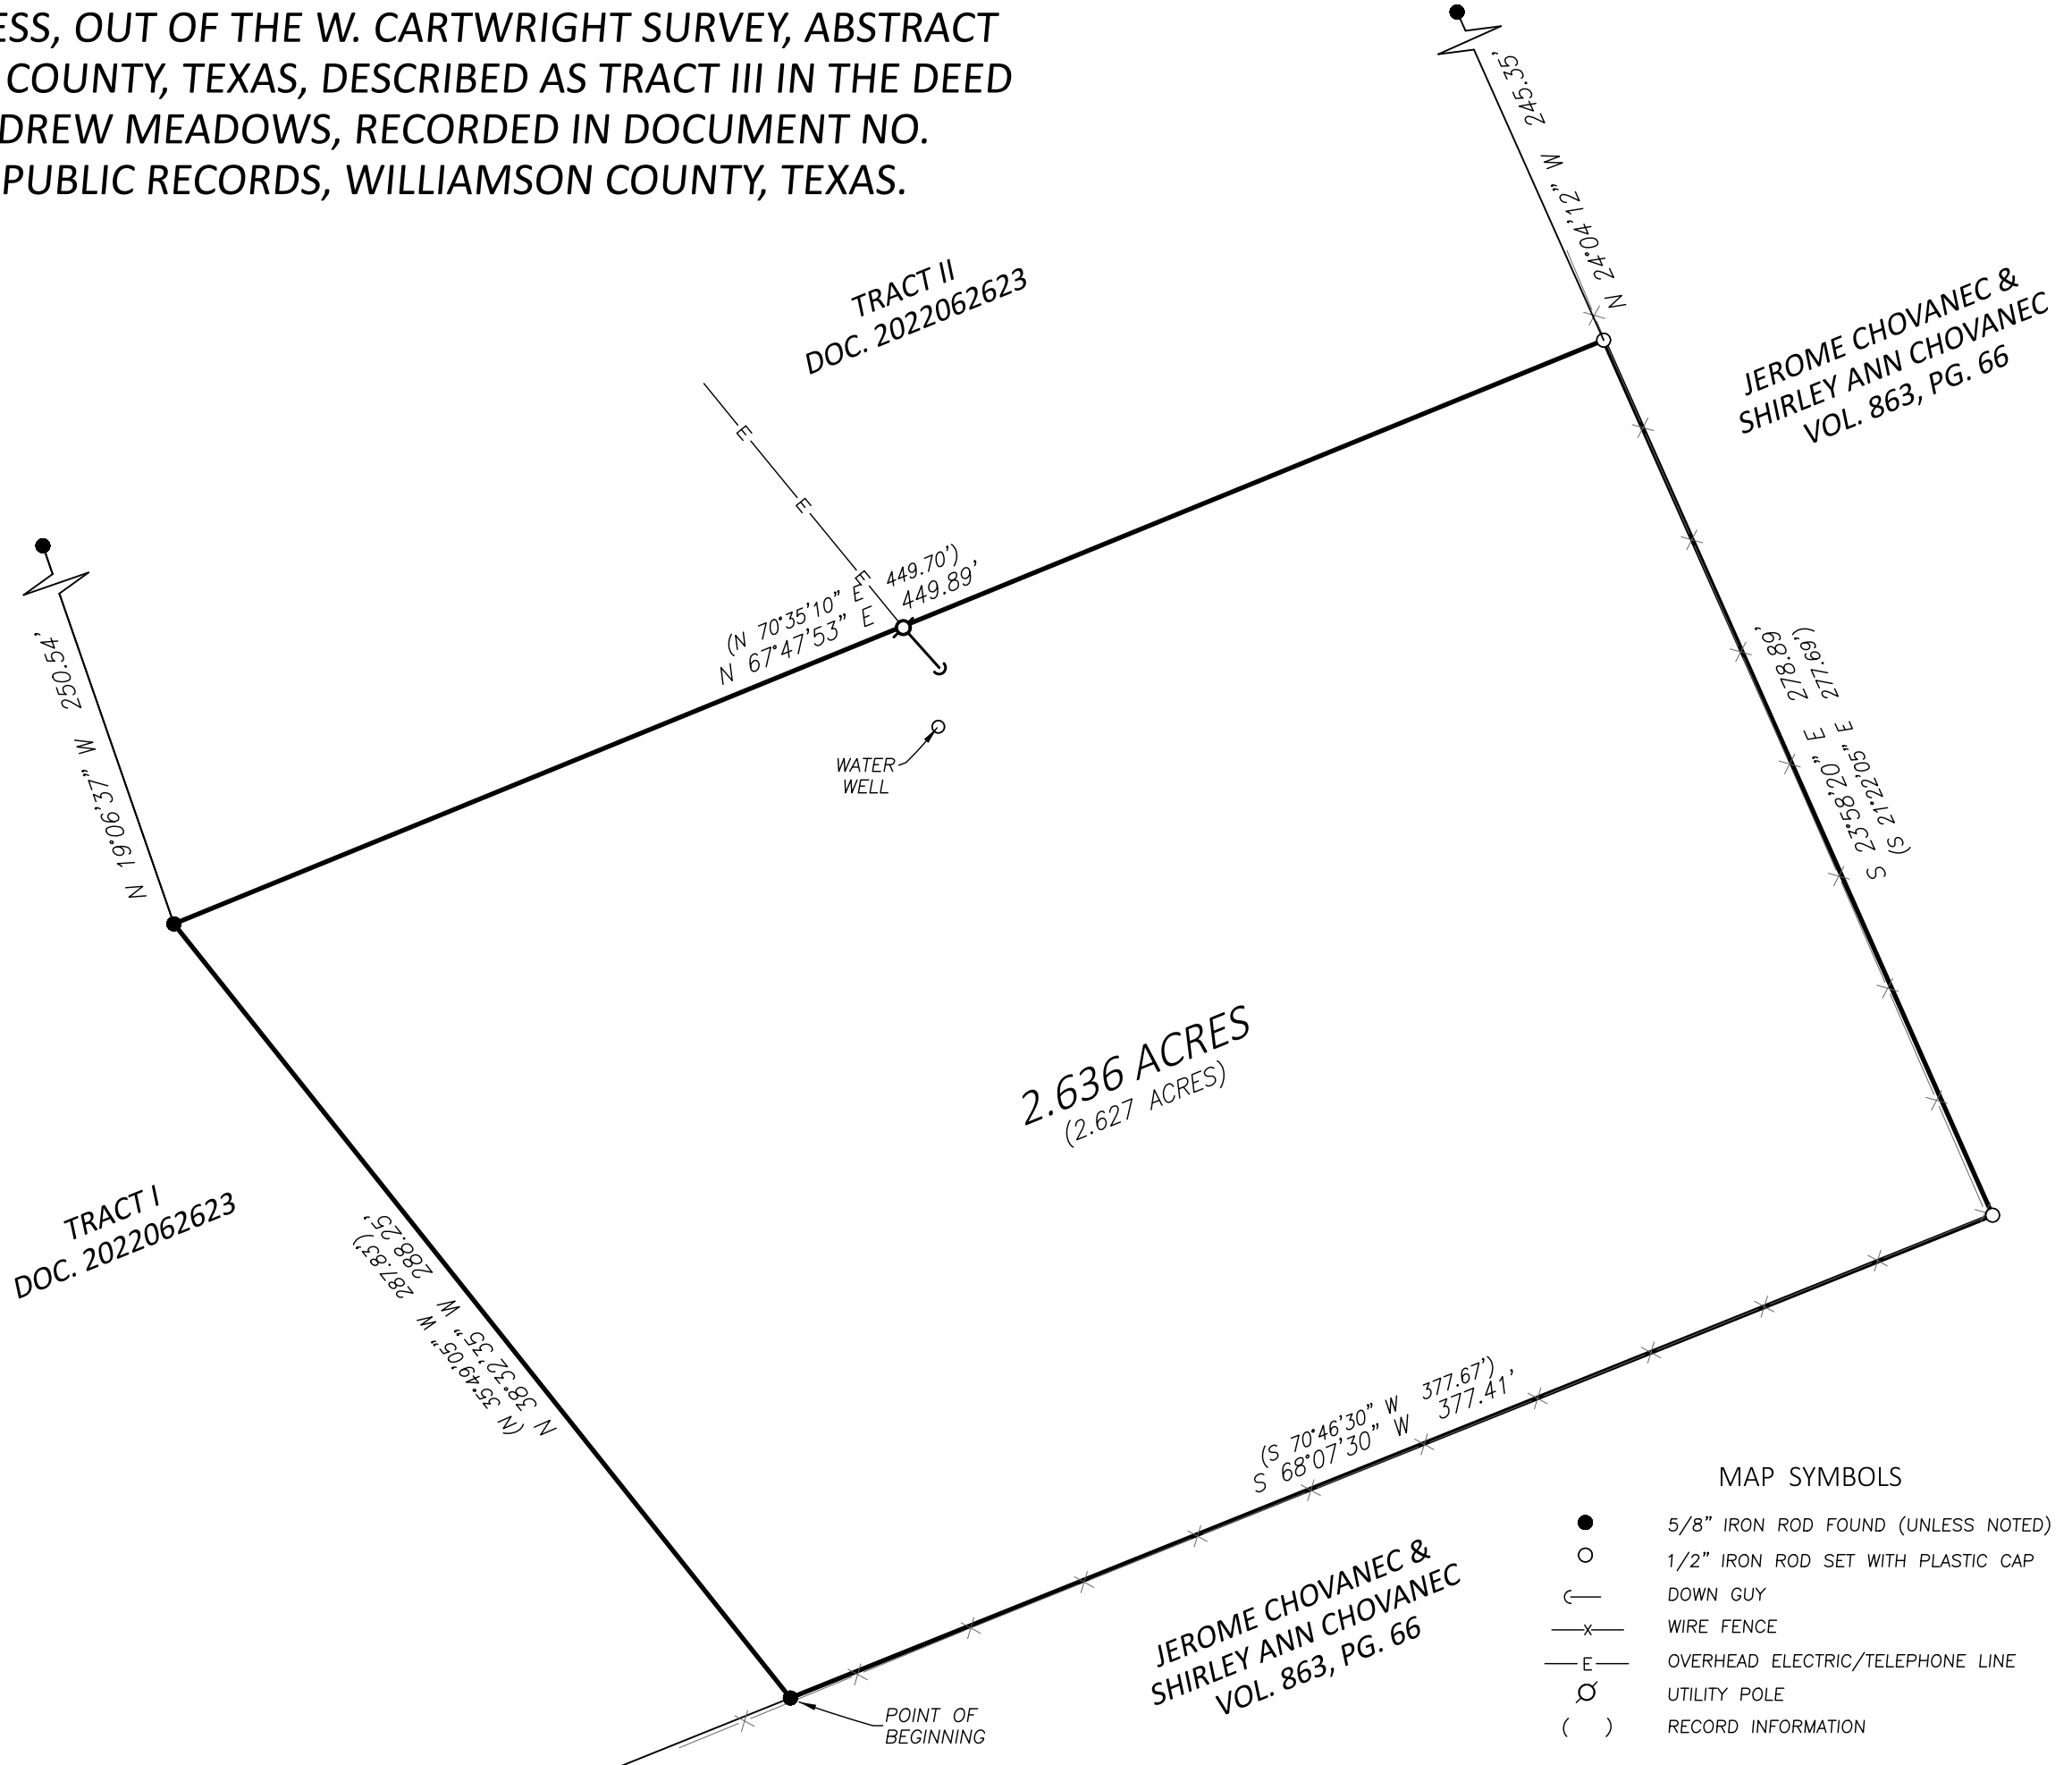 ESS, OUT OF THE W. CARTWRIGHT SURVEY, ABSTRACT
COUNTY, TEXAS, DESCRIBED AS TRACT III IN THE DEED
DREW MEADOWS, RECORDED IN DOCUMENT NO.
PUBLIC RECORDS, WILLIAMSON COUNTY, TEXAS.
N 24°04'12" W 245.35'
TRACT II
DOC. 2022062623
JEROME CHOVANEC &
SHIRLEY ANN CHOVANEC
VOL. 863, PG. 66
E
E
E
(N 70°35'10" E 449.70')
N 67°47'53" E 449.89'
N 19°06'37" W 250.54'
WATER
WELL
S 23°58'20" E 278.89'
(S 21°22'05" E 277.69')
2.636 ACRES
(2.627 ACRES)
TRACT I
DOC. 2022062623
N 38°32'35" W 288.25'
(N 35°49'05" W 287.83')
(S 70°46'30" W 377.67')
S 68°07'30" W 377.41'
JEROME CHOVANEC &
SHIRLEY ANN CHOVANEC
VOL. 863, PG. 66
POINT OF
BEGINNING
MAP SYMBOLS
5/8" IRON ROD FOUND (UNLESS NOTED)
1/2" IRON ROD SET WITH PLASTIC CAP
DOWN GUY
X WIRE FENCE
E OVERHEAD ELECTRIC/TELEPHONE LINE
UTILITY POLE
( ) RECORD INFORMATION